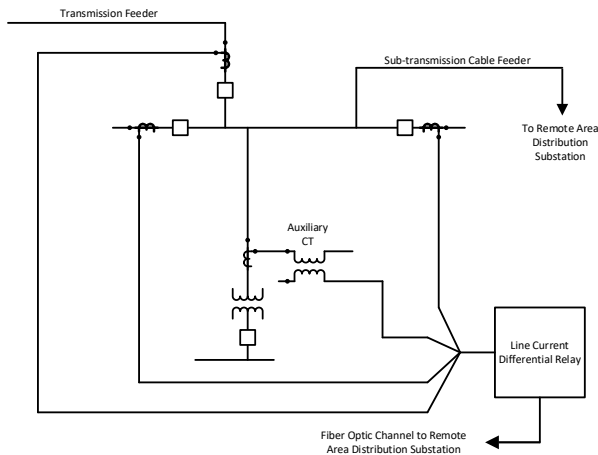 Transmission Feeder
Sub-transmission Cable Feeder
To Remote Area
Distribution
Substation
Auxiliary
CT
Line Current
Differential Relay
Fiber Optic Channel to Remote
Area Distribution Substation